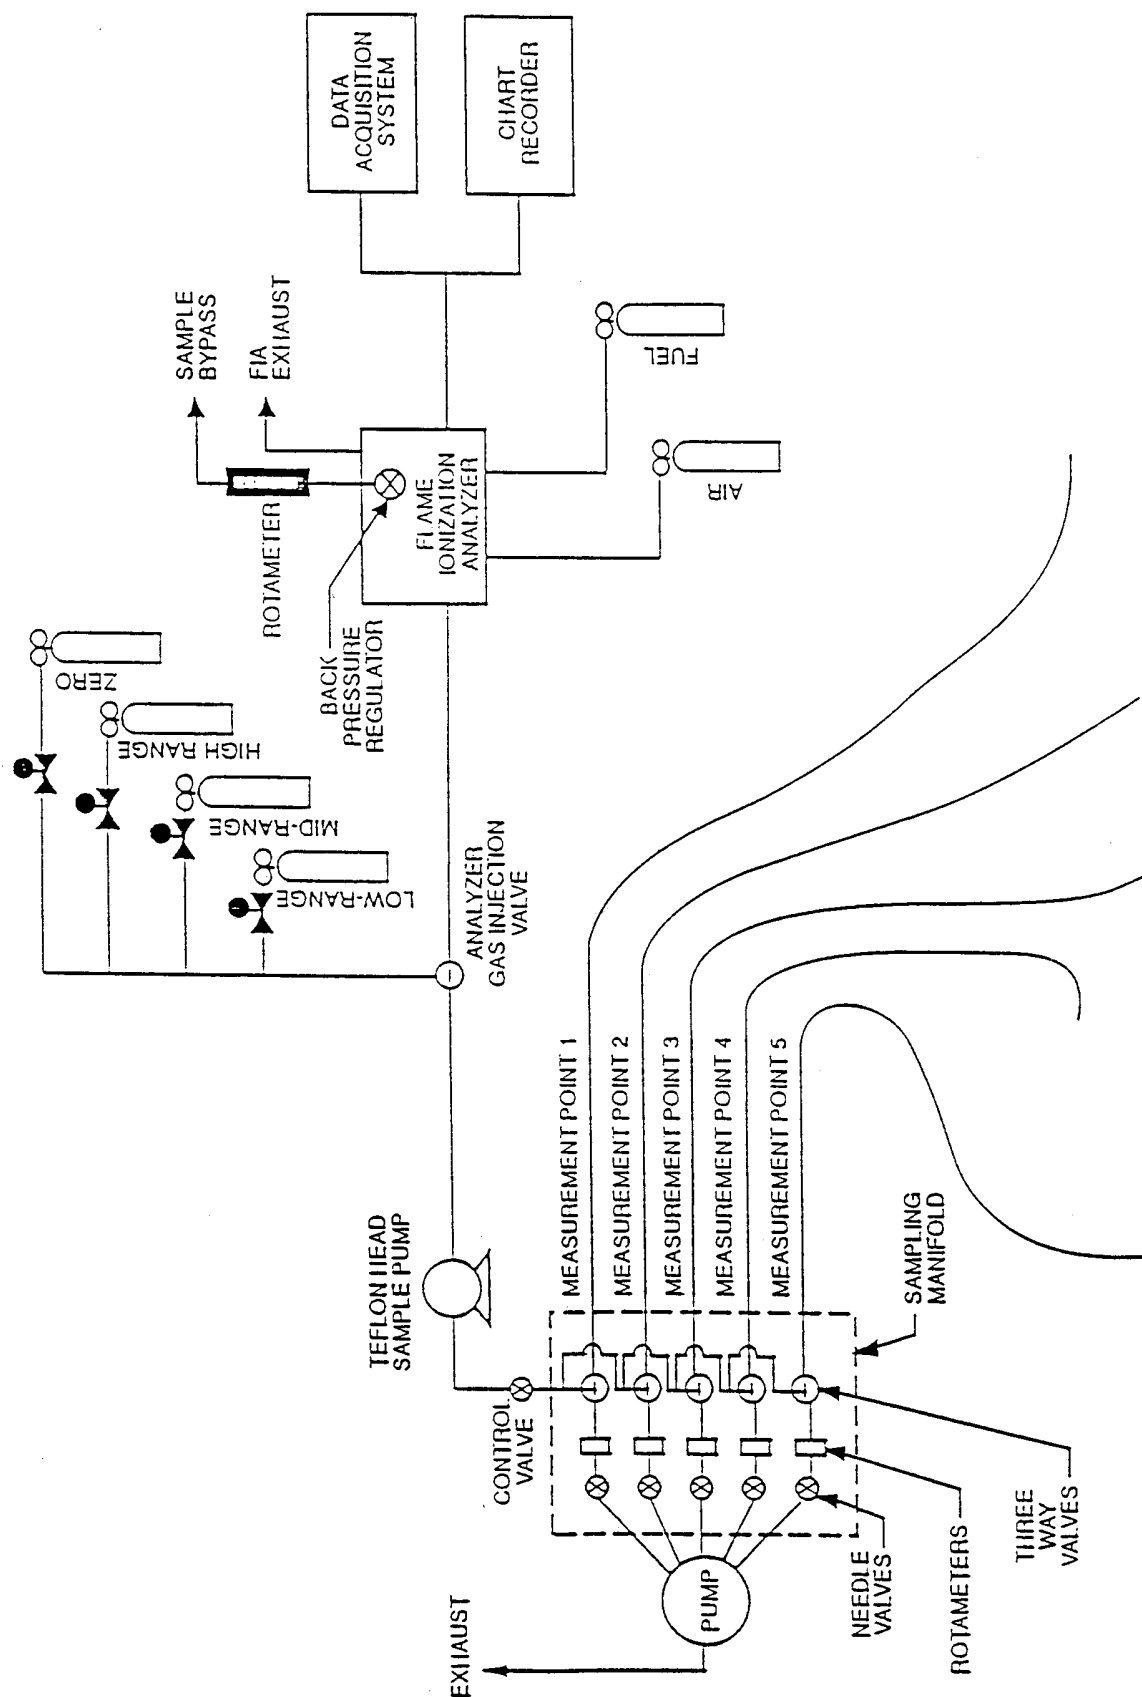 DATA
ACQUISITION
SYSTEM
CHART
RECORDER
SAMPLE
BYPASS
FIA
EXHAUST
ROTAMETER
BACK
PRESSURE
REGULATOR
FLAME
IONIZATION
ANALYZER
FUEL
AIR
ZERO
HIGH RANGE
MID-RANGE
LOW-RANGE
ANALYZER
GAS INJECTION
VALVE
TEFLON HEAD
SAMPLE PUMP
CONTROL
VALVE
MEASUREMENT POINT 1
MEASUREMENT POINT 2
MEASUREMENT POINT 3
MEASUREMENT POINT 4
MEASUREMENT POINT 5
SAMPLING
MANIFOLD
EXHAUST
PUMP
NEEDLE
VALVES
ROTAMETERS
THREE
WAY
VALVES